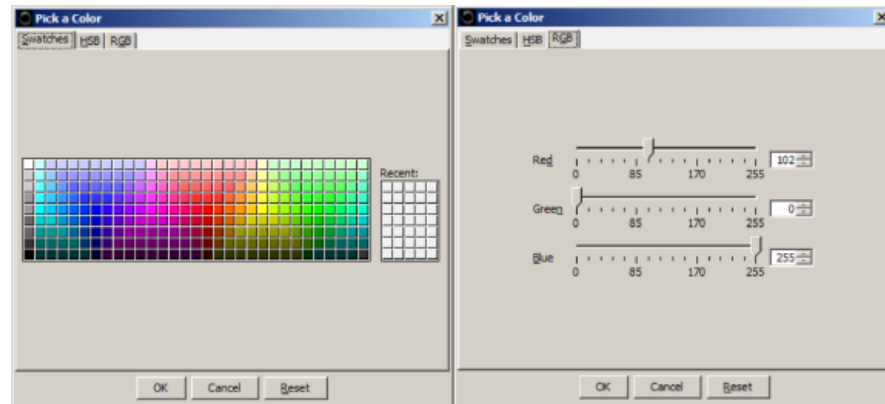 Pick a Color
Swatches HSB RGB
Recent:
OK Cancel Reset
Pick a Color
Swatches HSB RGB
Red 102
0 85 170 255
Green 0
0 85 170 255
Blue 255
0 85 170 255
OK Cancel Reset